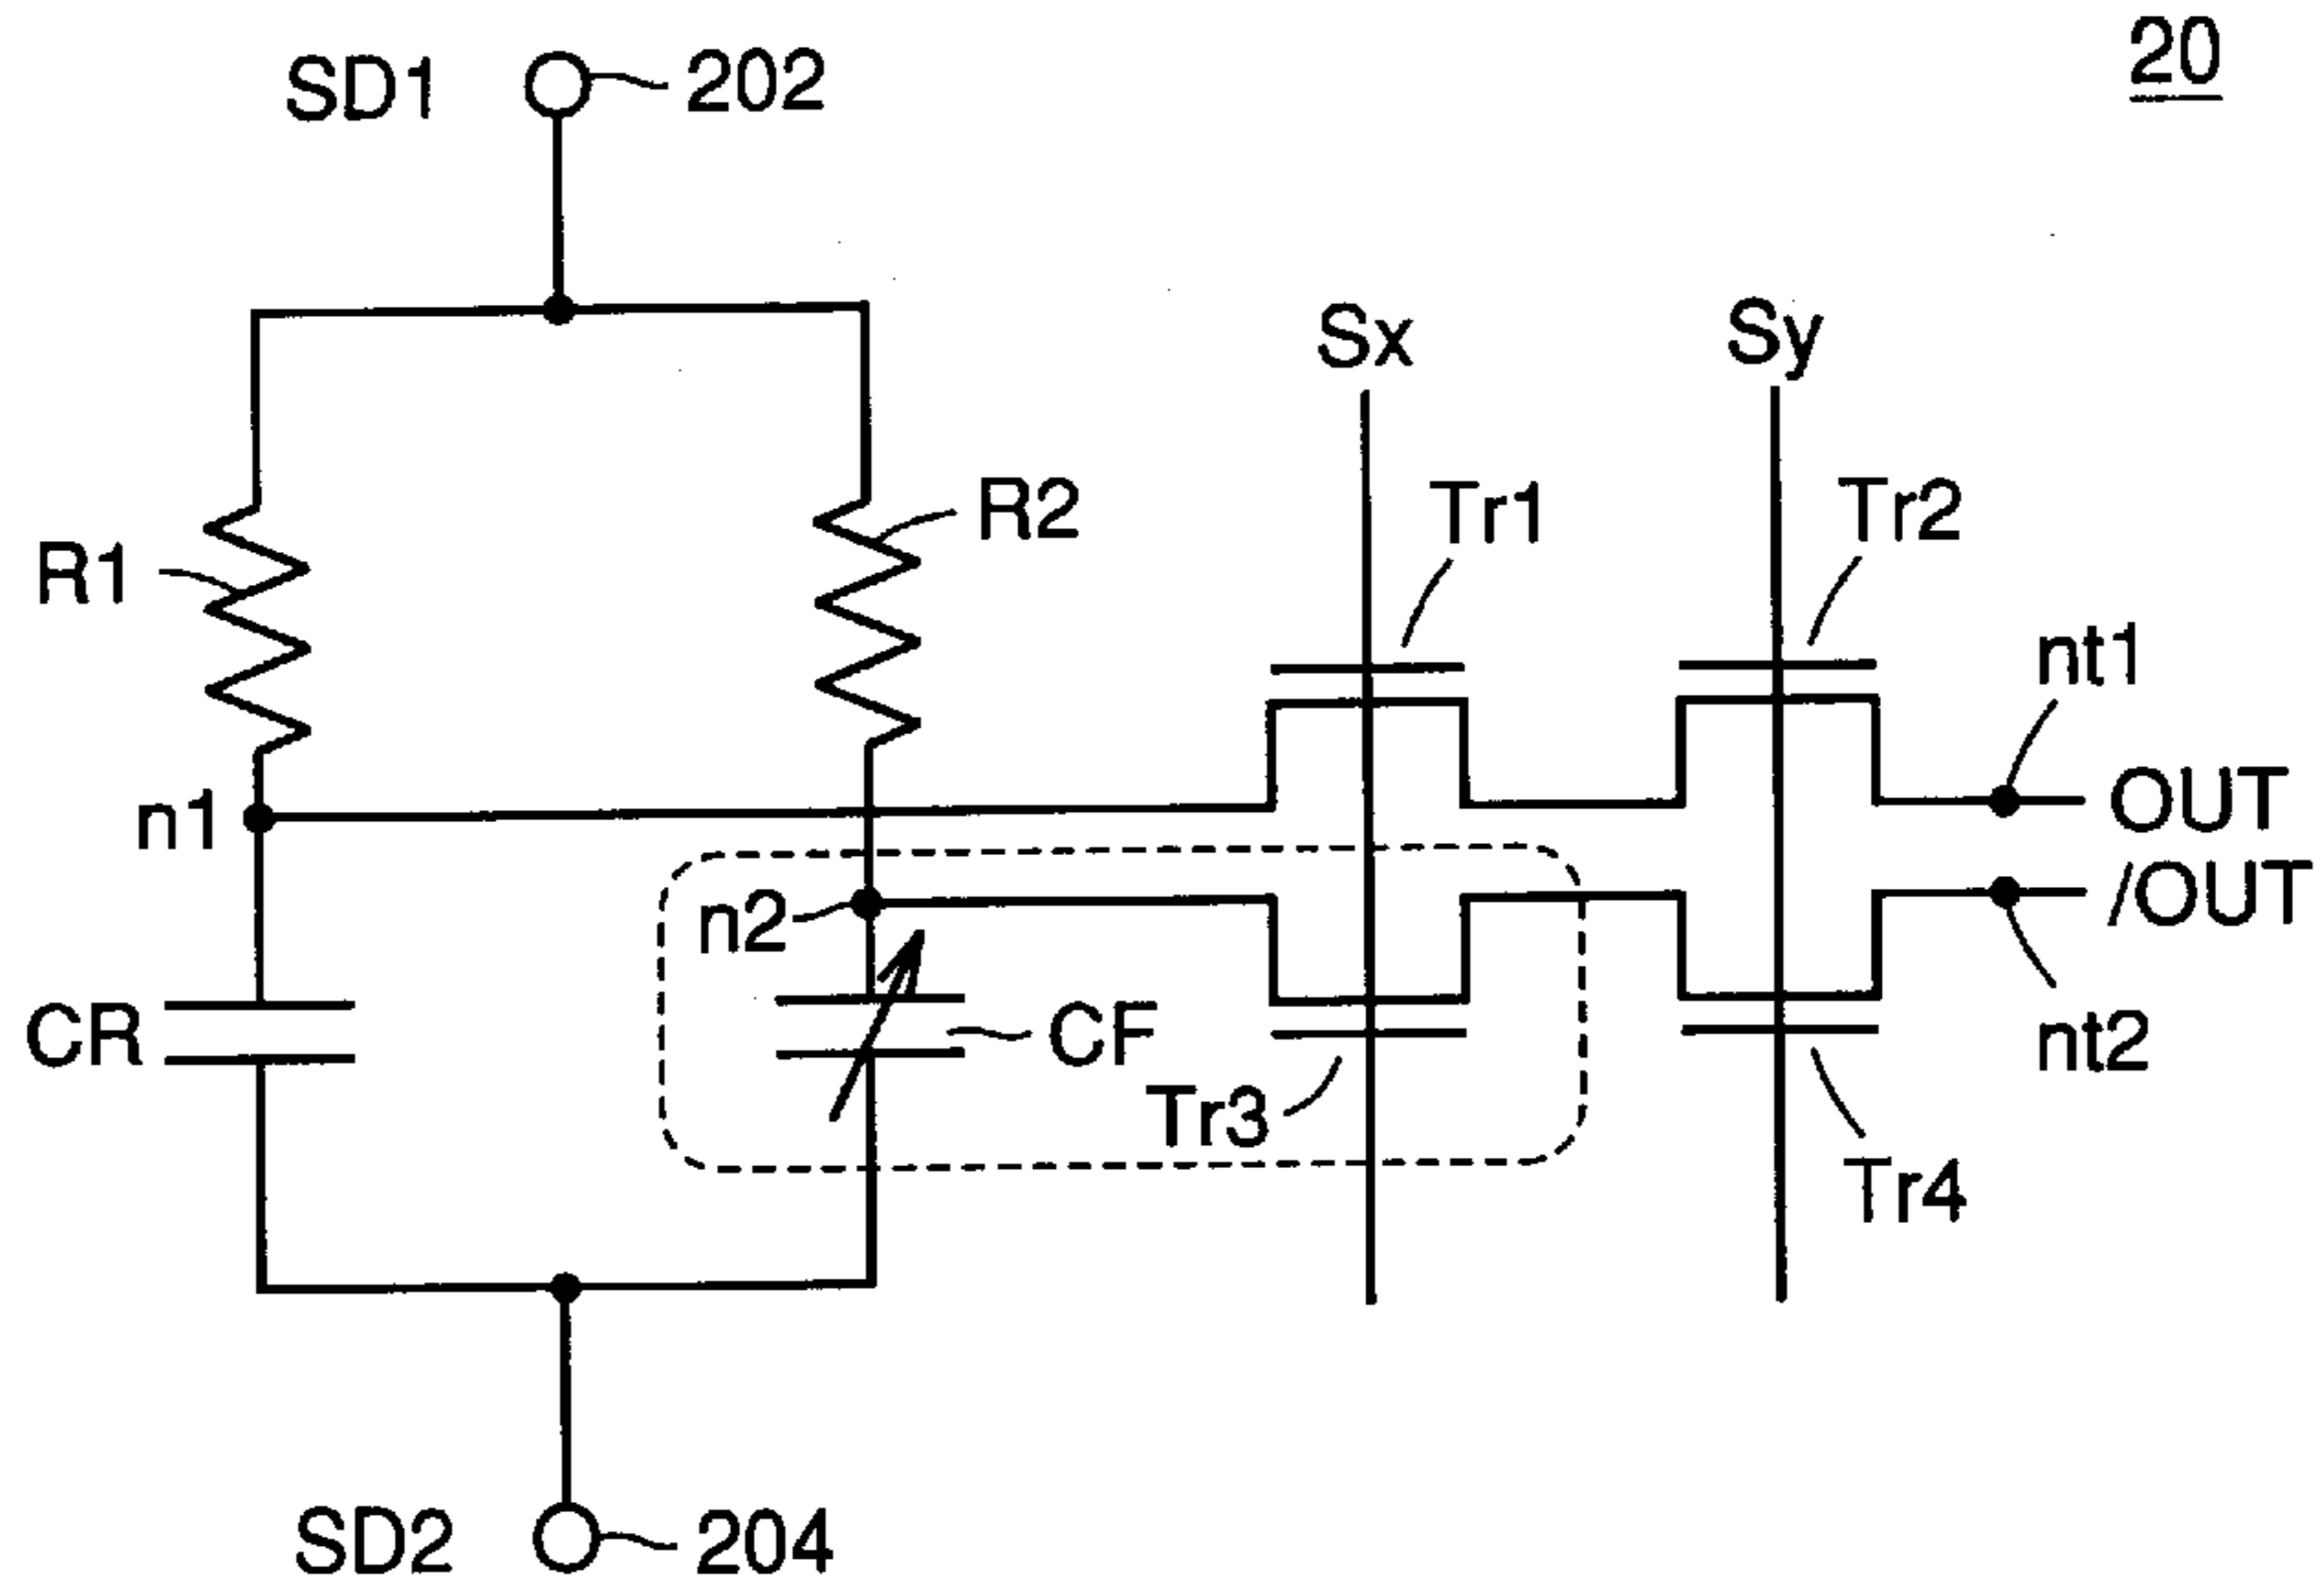 20
SD1
202
Sx
Sy
R1
R2
Tr1
Tr2
nt1
n1
OUT
/OUT
n2
CR
CF
nt2
Tr3
Tr4
SD2
204